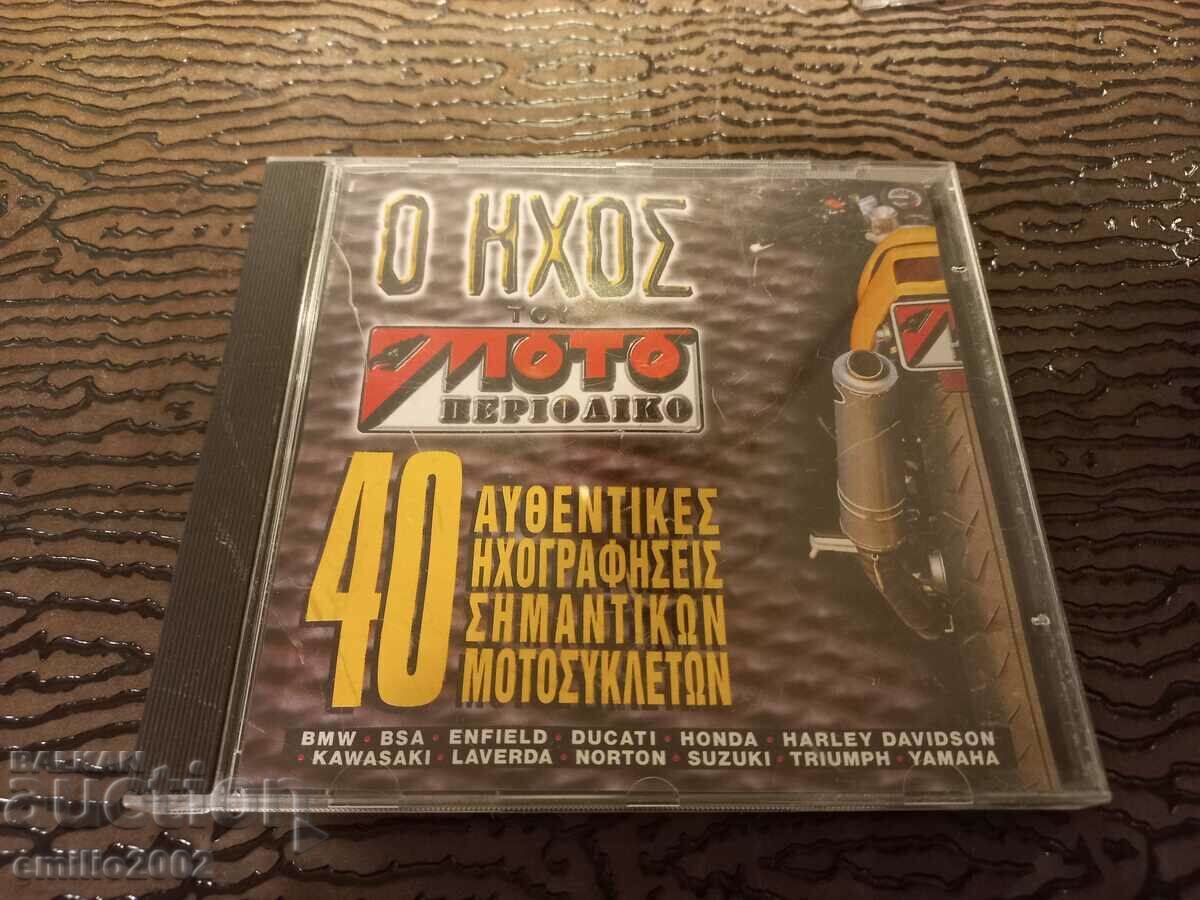 Ο ΗΧΟΣ
ΤΟΥ
ΜΟΤΟ
ΠΕΡΙΟΔΙΚΟ
40
ΑΥΘΕΝΤΙΚΕΣ
ΗΧΟΓΡΑΦΗΣΕΙΣ
ΣΗΜΑΝΤΙΚΩΝ
ΜΟΤΟΣΥΚΛΕΤΩΝ
BMW • BSA • ENFIELD • DUCATI • HONDA • HARLEY DAVIDSON
• KAWASAKI • LAVERDA • NORTON • SUZUKI • TRIUMPH • YAMAHA
BALKAN
auction
emilio2002